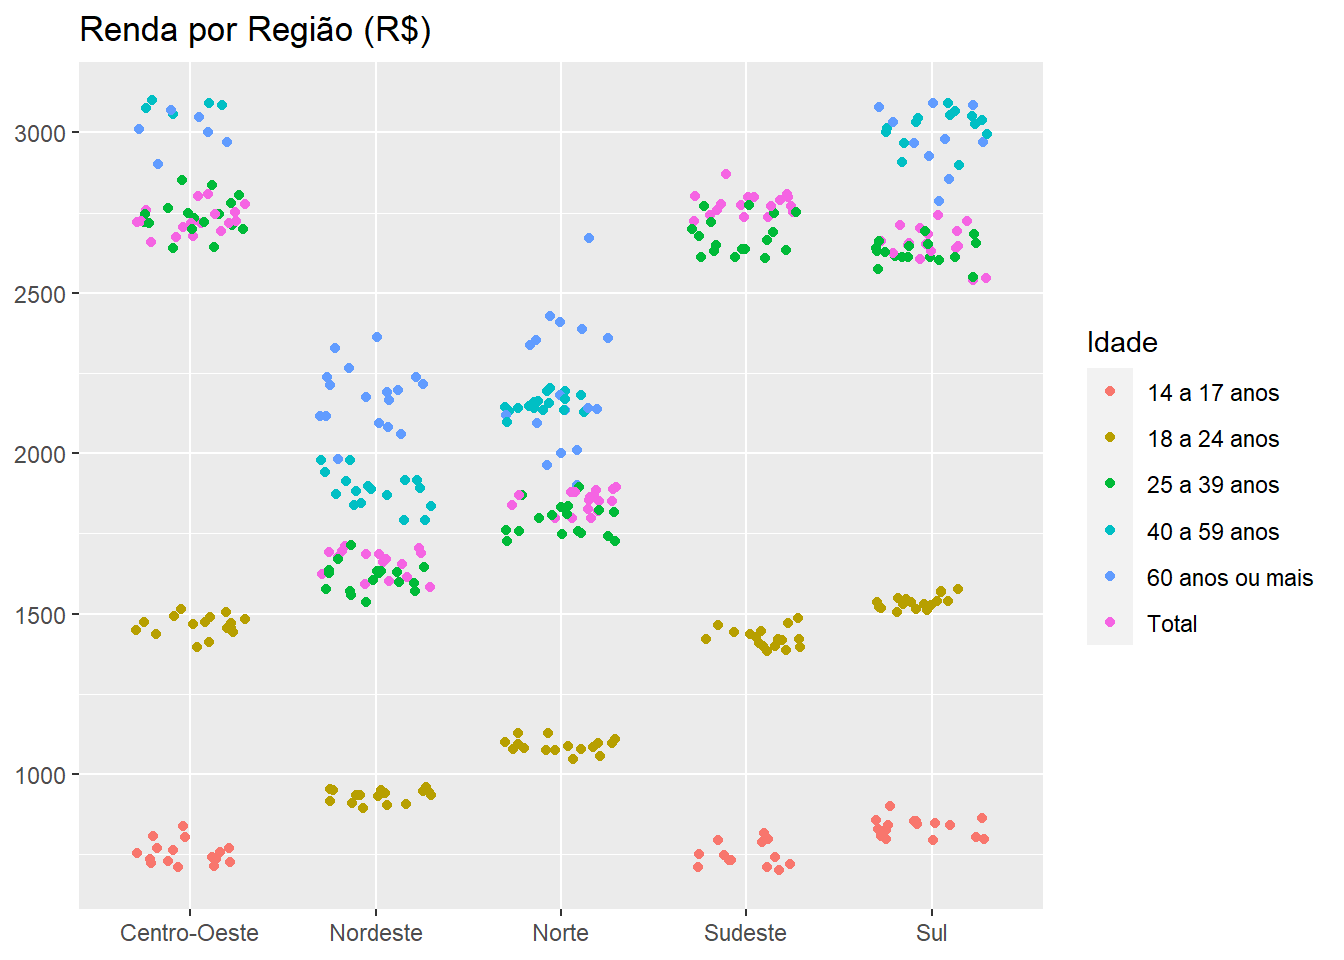 Renda por Região (R$)
3000
2500
2000
1500
1000
Centro-Oeste
Nordeste
Norte
Sudeste
Sul
Idade
14 a 17 anos
18 a 24 anos
25 a 39 anos
40 a 59 anos
60 anos ou mais
Total